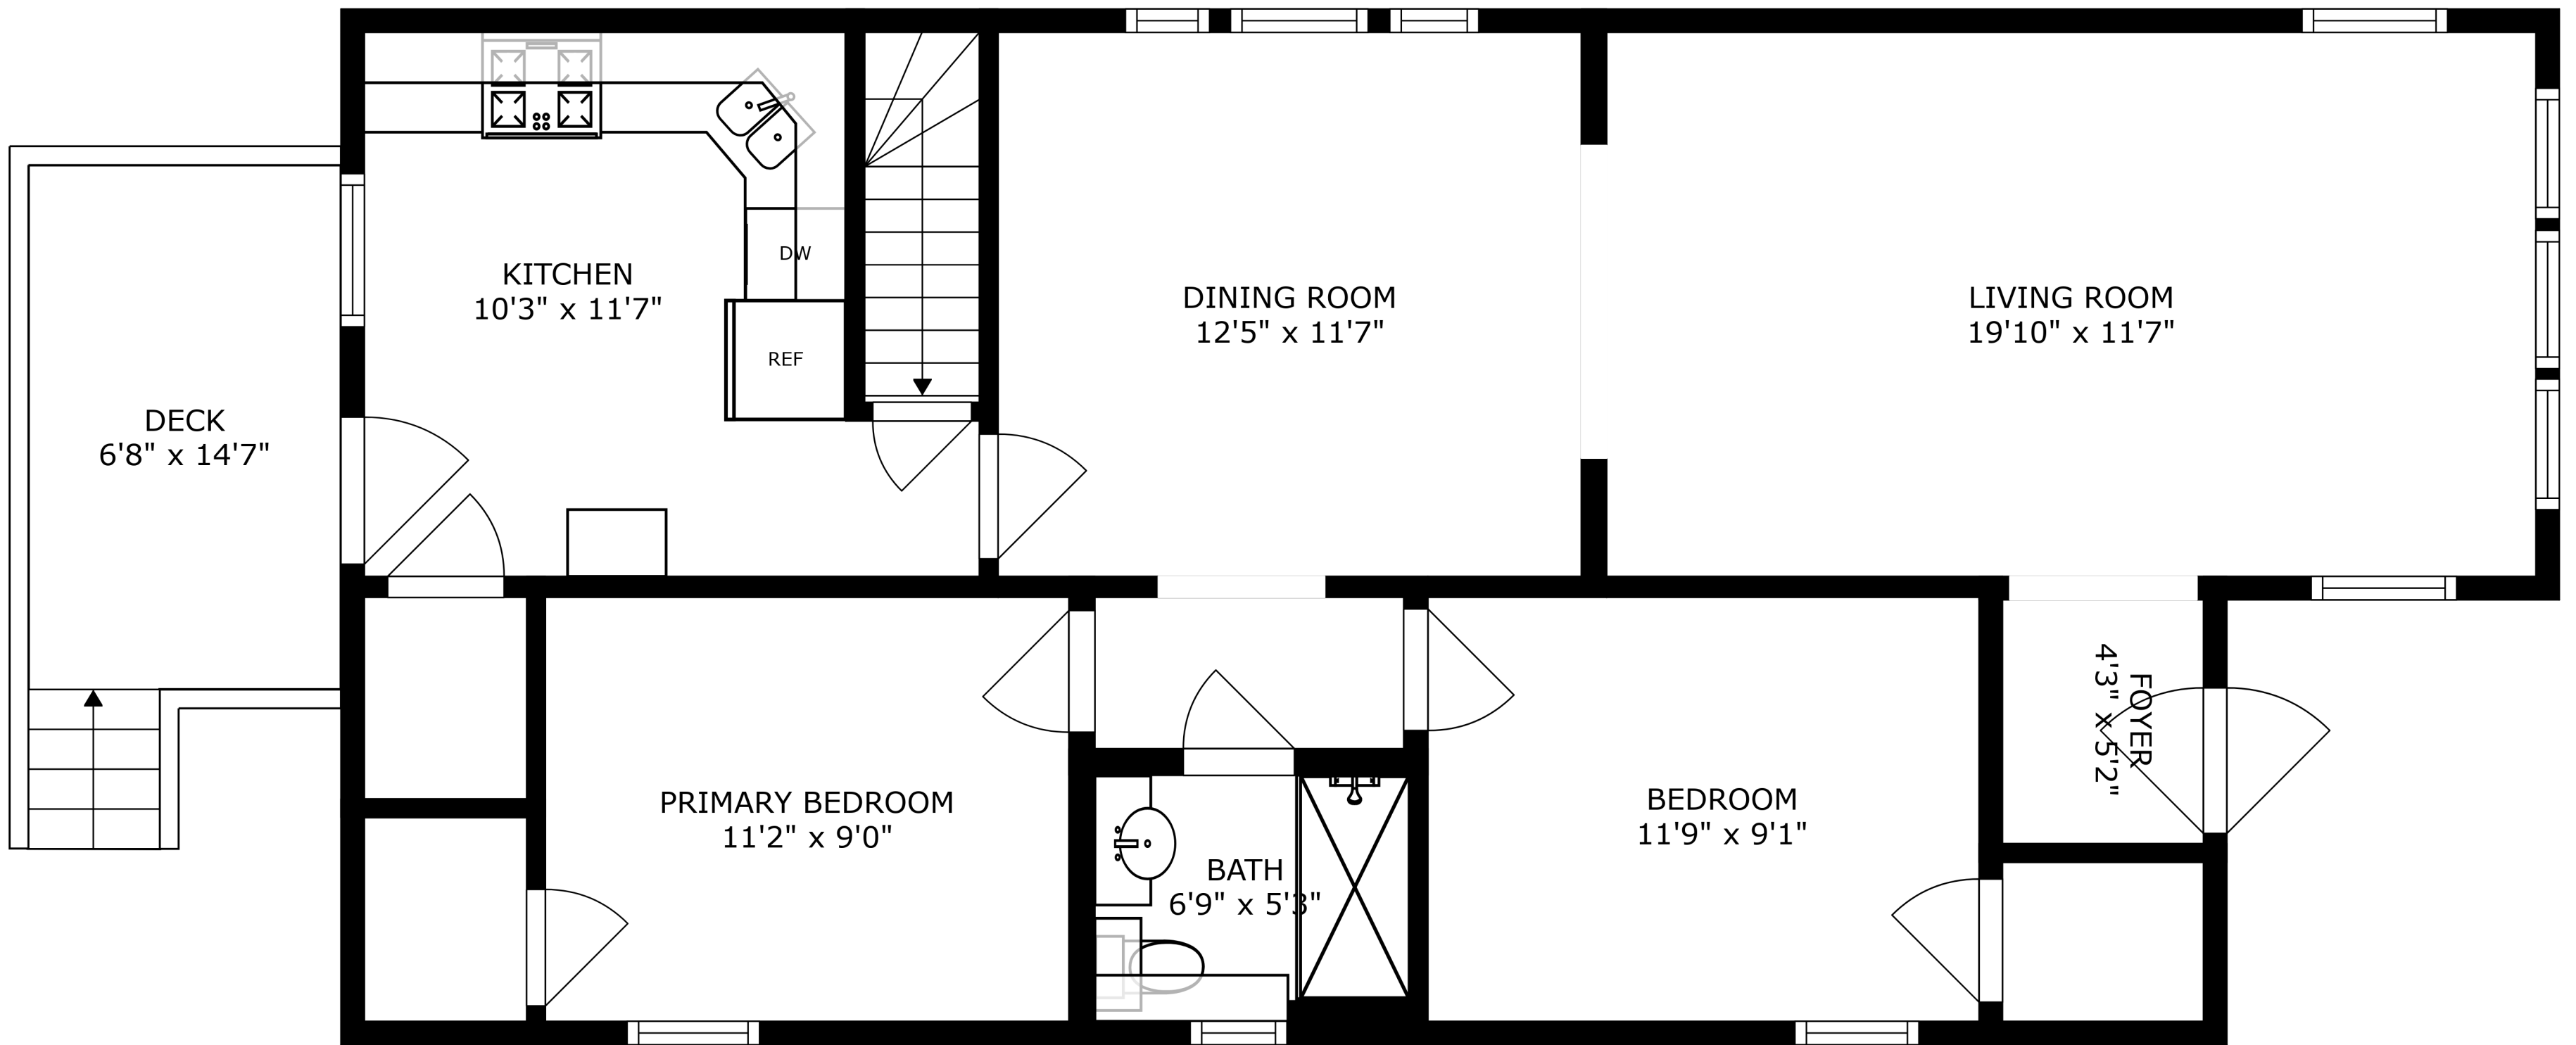 KITCHEN
10'3" x 11'7"
DW
REF
DINING ROOM
12'5" x 11'7"
LIVING ROOM
19'10" x 11'7"
DECK
6'8" x 14'7"
FOYER
4'3" x 5'2"
PRIMARY BEDROOM
11'2" x 9'0"
BATH
6'9" x 5'3"
BEDROOM
11'9" x 9'1"